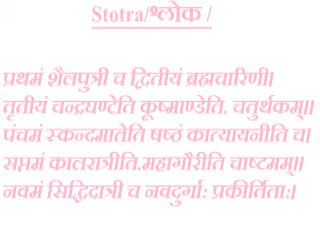 Stotra/श्लोक /
प्रथमं शैलपुत्री च द्वितीयं ब्रह्मचारिणी।
तृतीयं चन्द्रघण्टेति कूष्माण्डेति. चतुर्थकम्।।
पंचमं स्कन्दमातेति षष्ठं कात्यायनीति च।
सप्तमं कालरात्रीति.महागौरीति चाष्टमम्।।
नवमं सिद्धिदात्री च नवदुर्गाः प्रकीर्तिताः।